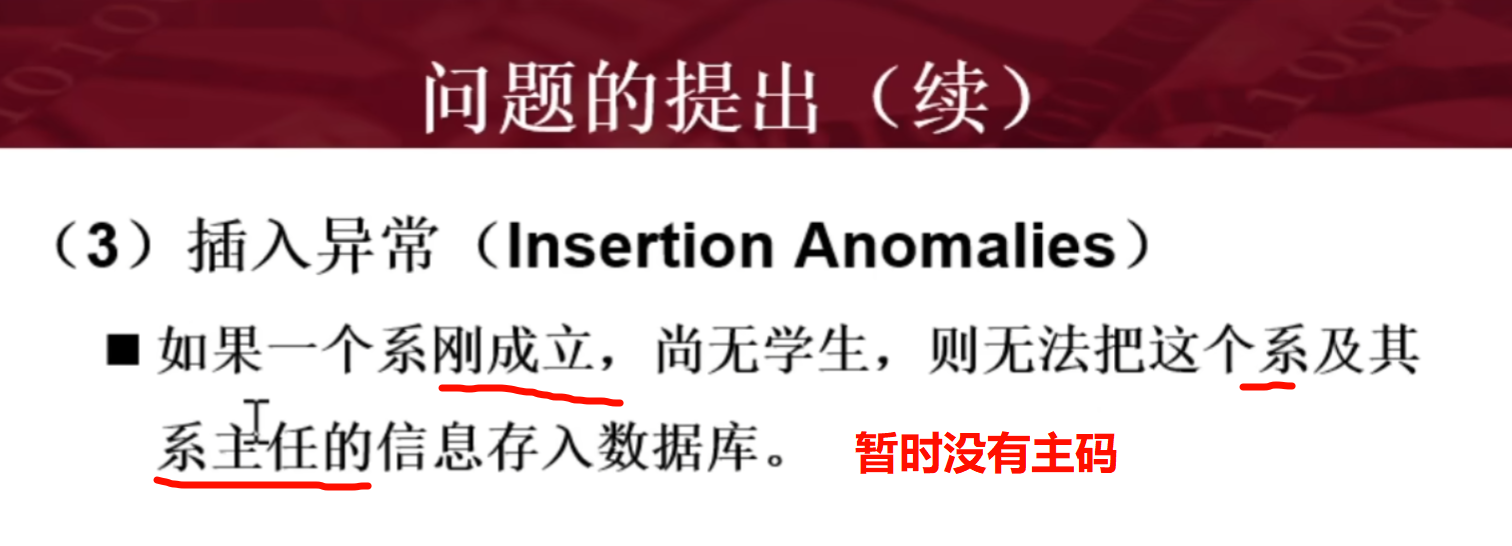 问题的提出（续）
（3）插入异常（Insertion Anomalies）
■ 如果一个系刚成立，尚无学生，则无法把这个系及其
系主任的信息存入数据库。 暂时没有主码